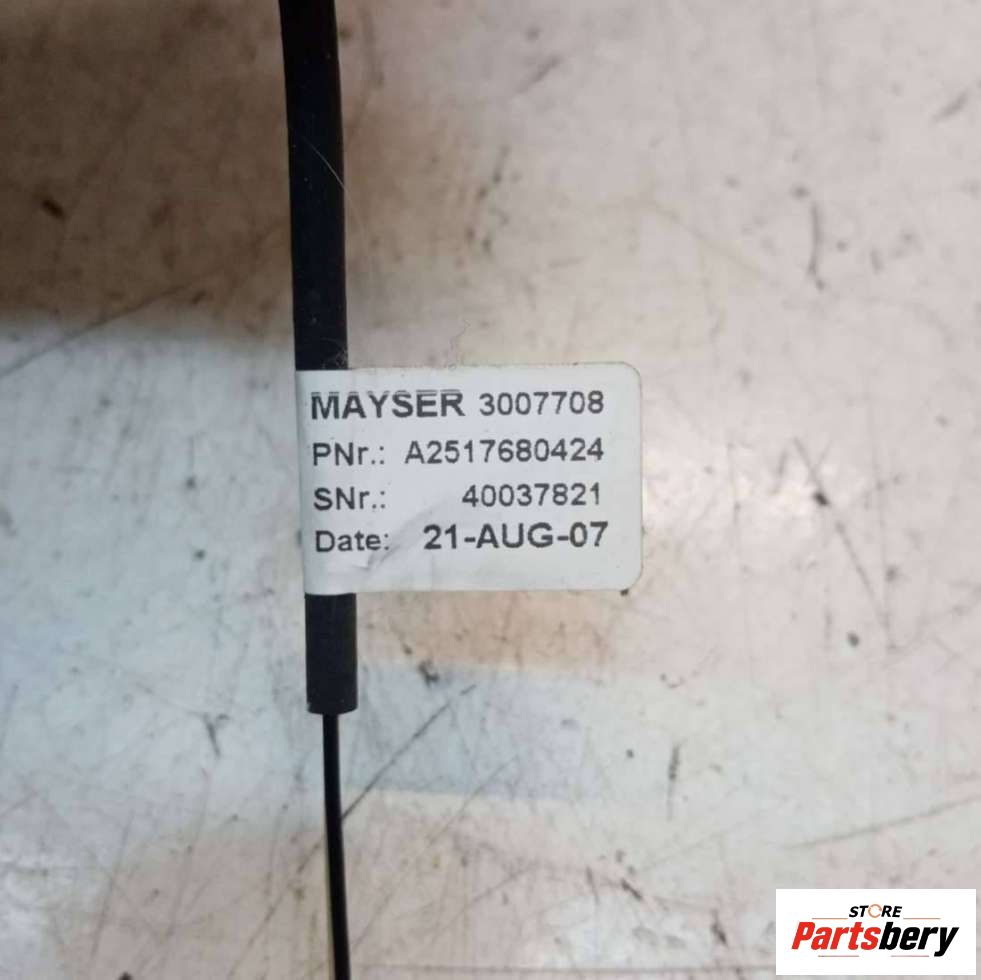 MAYSER 3007708
PNr.: A2517680424
SNr.: 40037821
Date: 21-AUG-07
STORE
Partsbery